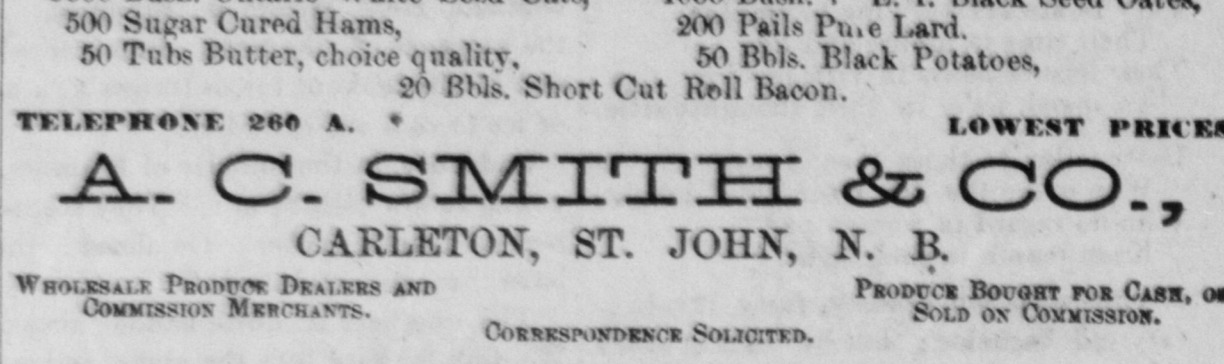 500 Sugar Cured Hams, 200 Pails Pure Lard.
50 Tubs Butter, choice quality, 50 Bbls. Black Potatoes,
20 Bbls. Short Cut Roll Bacon.
TELEPHONE 260 A. * LOWEST PRICES
A. C. SMITH & CO.,
CARLETON, ST. JOHN, N. B.
WHOLESALE PRODUCE DEALERS AND PRODUCE BOUGHT FOR CASH, OR
COMMISSION MERCHANTS. SOLD ON COMMISSION.
CORRESPONDENCE SOLICITED.